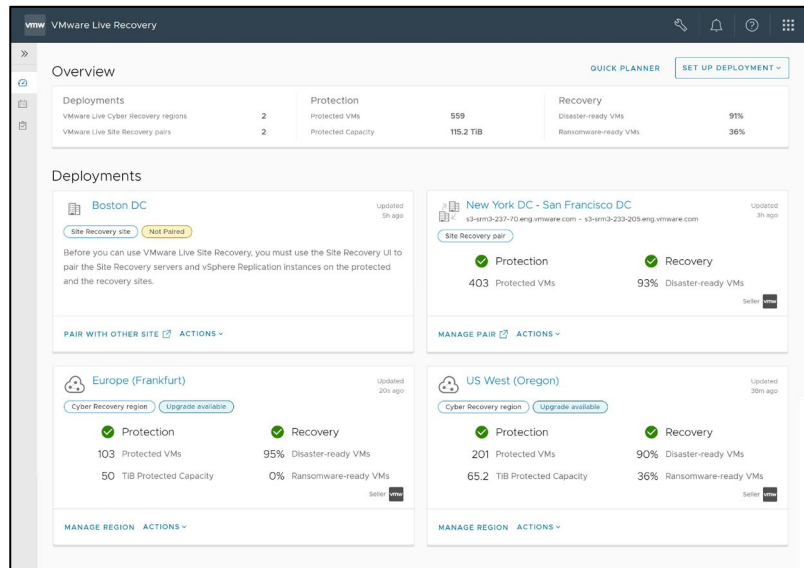 vmw VMware Live Recovery
Overview
QUICK PLANNER
SET UP DEPLOYMENT
Deployments
VMware Live Cyber Recovery regions 2
VMware Live Site Recovery pairs 2
Protection
Protected VMs 559
Protected Capacity 115.2 TiB
Recovery
Disaster-ready VMs 91%
Ransomware-ready VMs 36%
Deployments
Boston DC
Updated
5h ago
Site Recovery site
Not Paired
Before you can use VMware Live Site Recovery, you must use the Site Recovery UI to
pair the Site Recovery servers and vSphere Replication instances on the protected
and the recovery sites.
PAIR WITH OTHER SITE ACTIONS
New York DC - San Francisco DC
s3-srm3-237-70.eng.vmware.com - s3-srm3-233-205.eng.vmware.com
Updated
3h ago
Site Recovery pair
Protection
403 Protected VMs
Recovery
93% Disaster-ready VMs
Seller vmw
MANAGE PAIR ACTIONS
Europe (Frankfurt)
Updated
20s ago
Cyber Recovery region
Upgrade available
Protection
103 Protected VMs
50 TiB Protected Capacity
Recovery
95% Disaster-ready VMs
0% Ransomware-ready VMs
Seller vmw
MANAGE REGION ACTIONS
US West (Oregon)
Updated
38m ago
Cyber Recovery region
Upgrade available
Protection
201 Protected VMs
65.2 TiB Protected Capacity
Recovery
90% Disaster-ready VMs
36% Ransomware-ready VMs
Seller vmw
MANAGE REGION ACTIONS